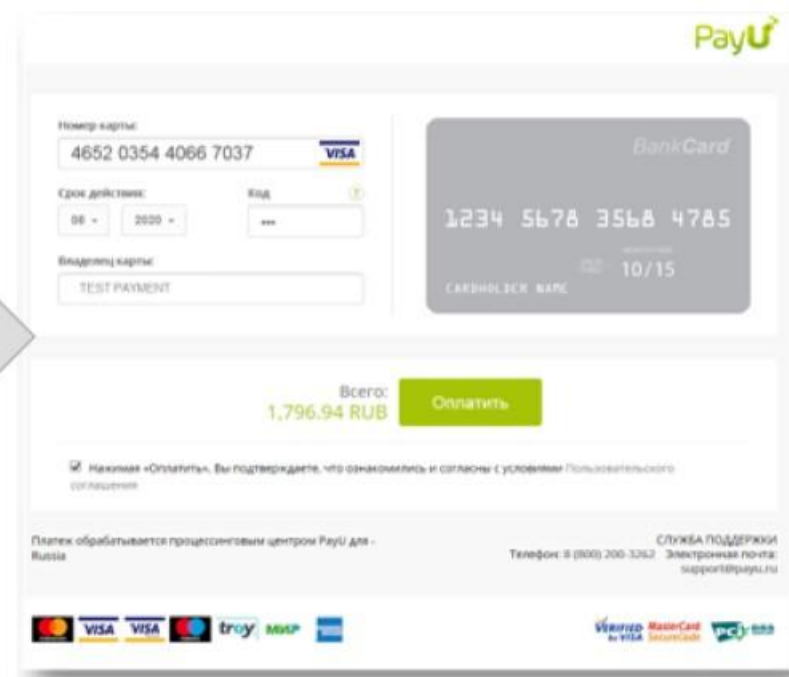 PayU
Номер карты:
4652 0354 4066 7037 VISA
Срок действия: Код ?
08 2020 •••
Владелец карты:
TEST PAYMENT
BankCard
1234 5678 3568 4785
10/15
CARDHOLDER NAME
Всего:
1,796.94 RUB
Оплатить
Нажимая «Оплатить», Вы подтверждаете, что ознакомились и согласны с условиями Пользовательского
соглашения
Платеж обрабатывается процессинговым центром PayU для -
Russia
СЛУЖБА ПОДДЕРЖКИ
Телефон: 8 (800) 200-3262 Электронная почта:
support@payu.ru
VISA VISA troy МИР
VERIFIED by VISA MasterCard SecureCode PCI